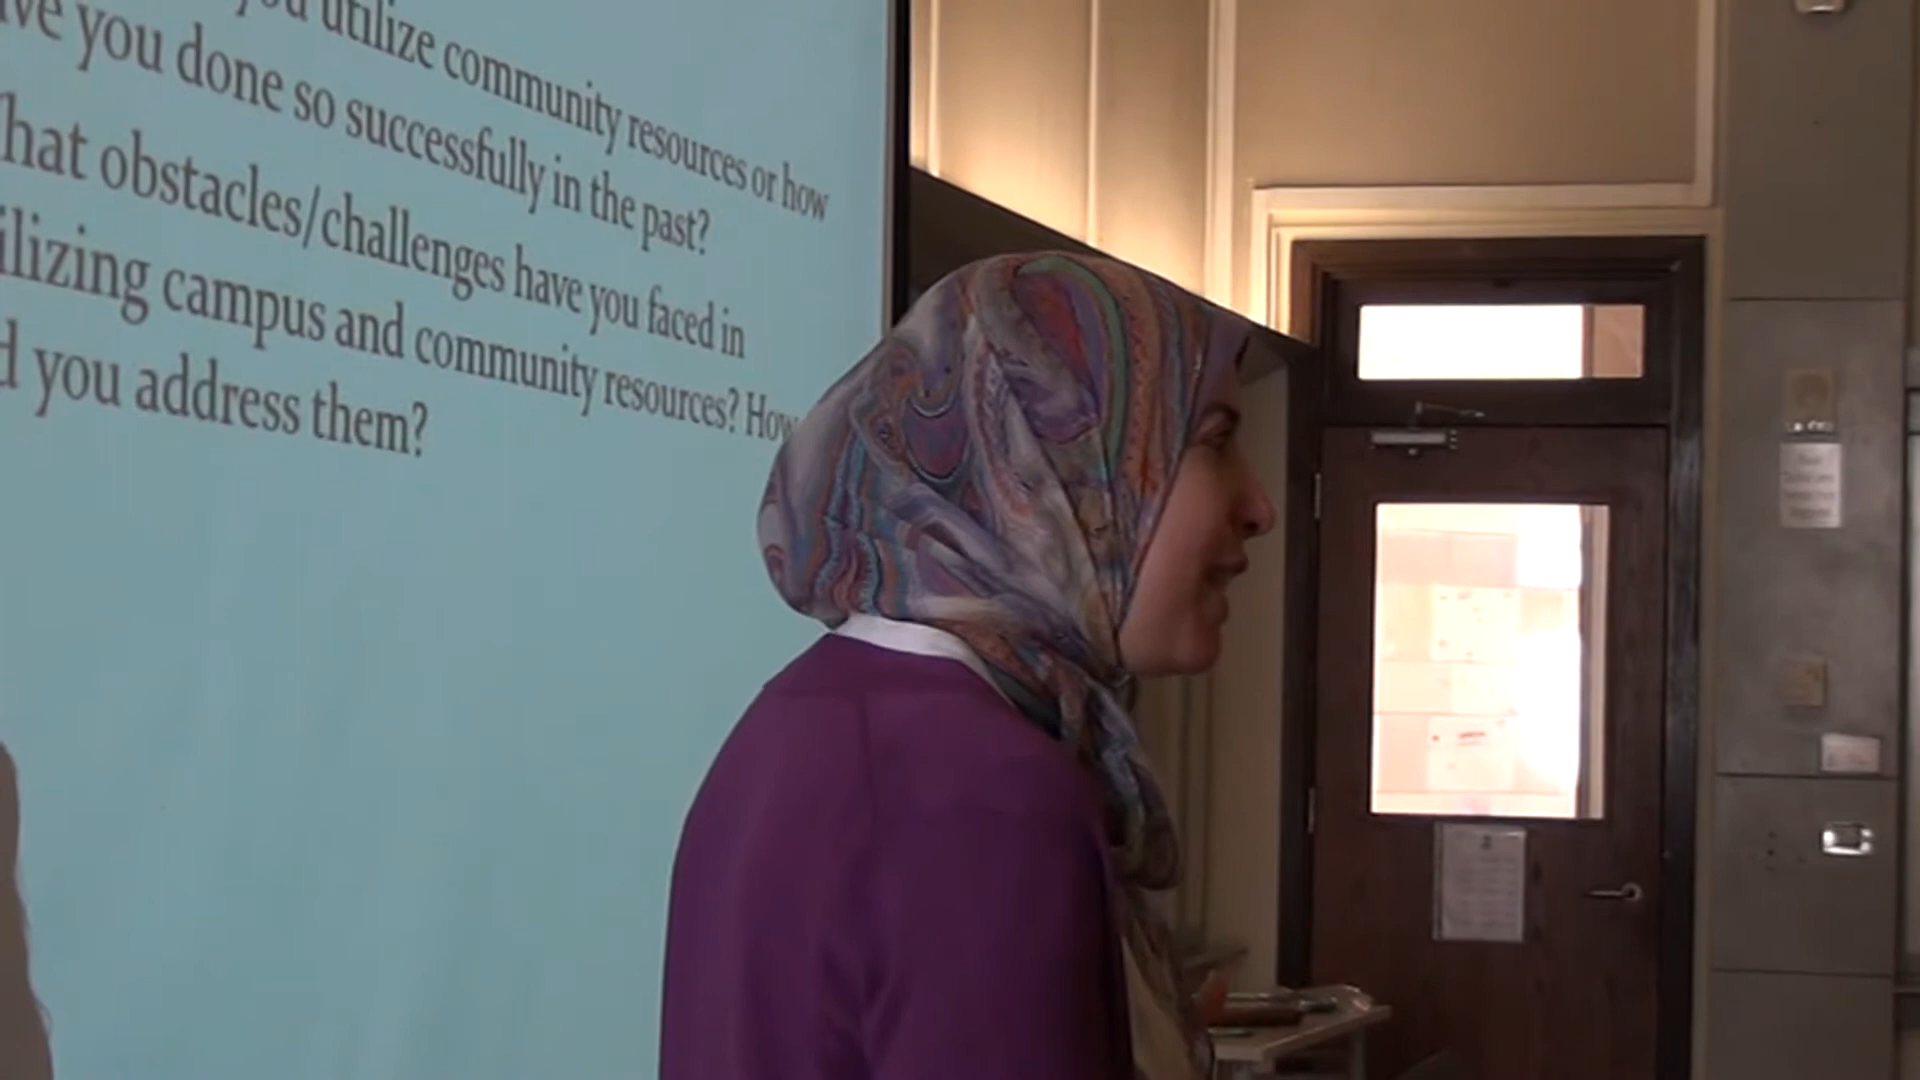 you utilize community resources or how
ve you done so successfully in the past?
hat obstacles/challenges have you faced in
ilizing campus and community resources? How
d you address them?